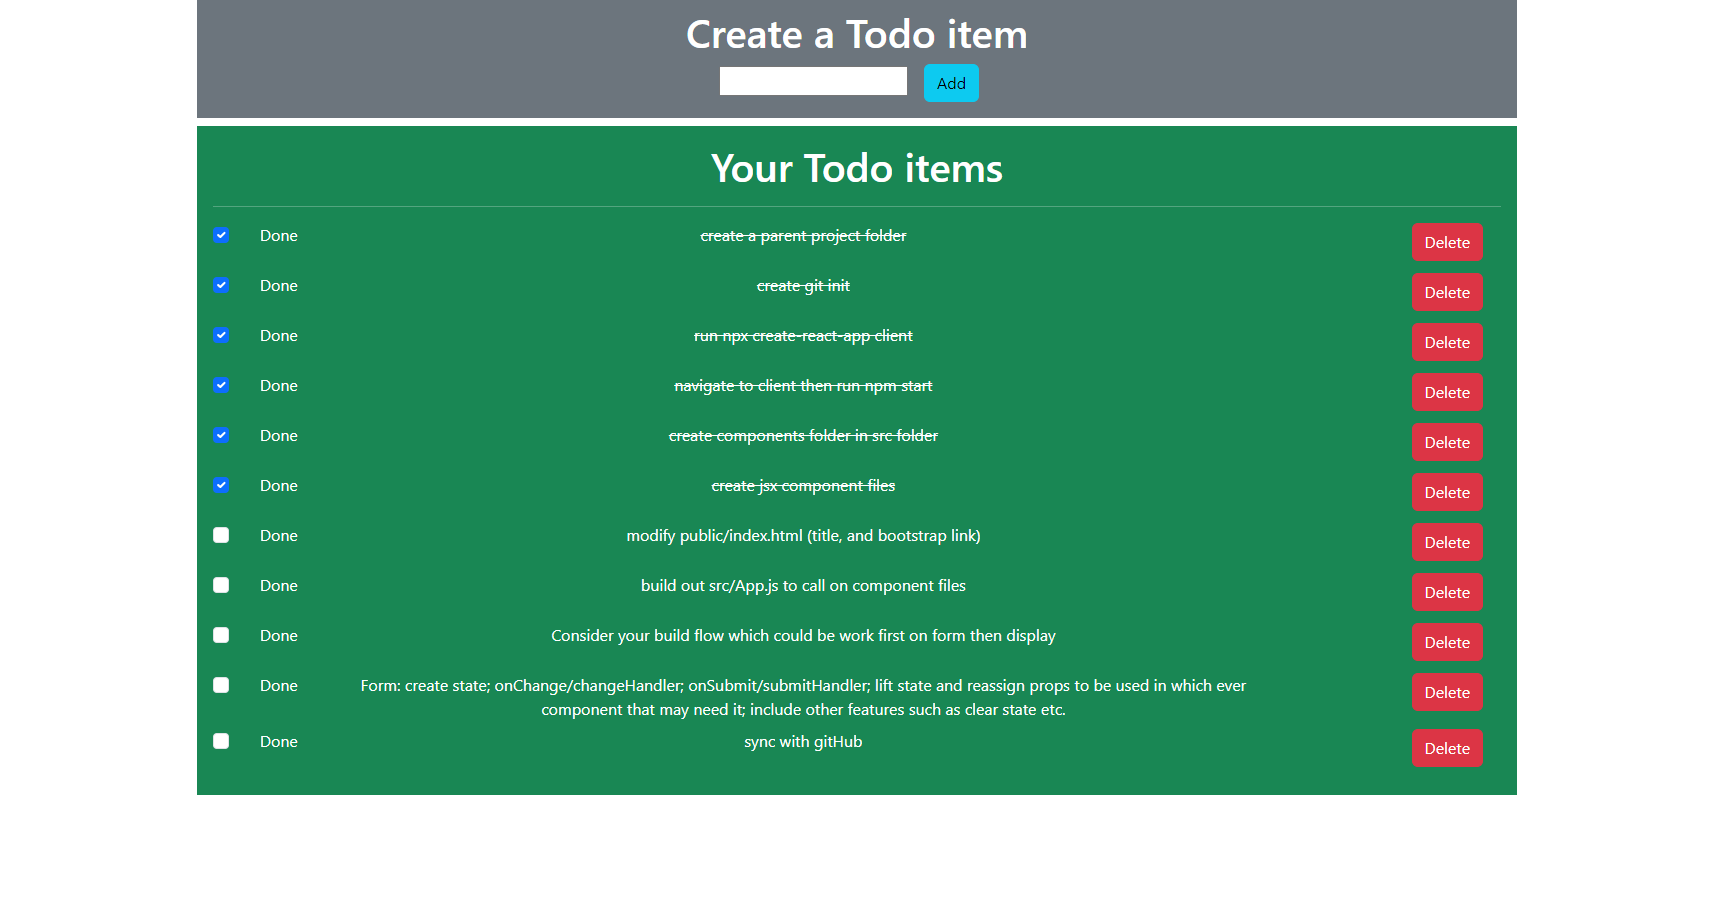 Create a Todo item
Add
Your Todo items
Done create a parent project folder Delete
Done create git init Delete
Done run npx create-react-app client Delete
Done navigate to client then run npm start Delete
Done create components folder in src folder Delete
Done create jsx component files Delete
Done modify public/index.html (title, and bootstrap link) Delete
Done build out src/App.js to call on component files Delete
Done Consider your build flow which could be work first on form then display Delete
Done Form: create state; onChange/changeHandler; onSubmit/submitHandler; lift state and reassign props to be used in which ever Delete
component that may need it; include other features such as clear state etc.
Done sync with gitHub Delete